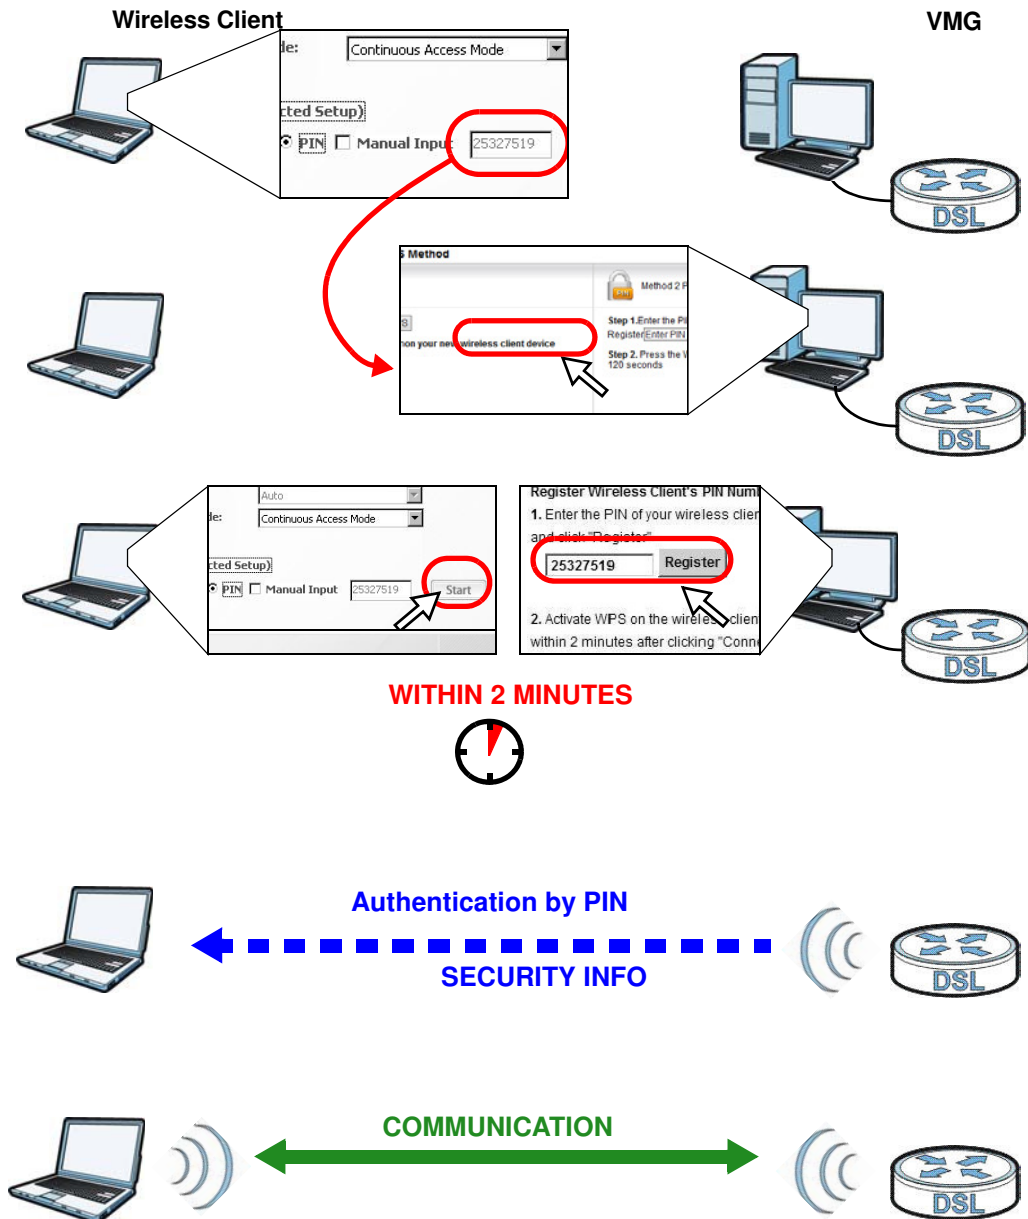 Wireless Client
VMG
de:
Continuous Access Mode
cted Setup)
PIN
Manual Input
25327519
DSL
S Method
Method 2 P
S
Step 1.Enter the PI
Register Enter PIN
on your new wireless client device
Step 2. Press the W
120 seconds
DSL
Auto
de:
Continuous Access Mode
cted Setup)
PIN
Manual Input
25327519
Start
Register Wireless Client's PIN Num
1. Enter the PIN of your wireless clien
and click "Register"
25327519
Register
2. Activate WPS on the wireless client
within 2 minutes after clicking "Conne
DSL
WITHIN 2 MINUTES
Authentication by PIN
SECURITY INFO
DSL
COMMUNICATION
DSL